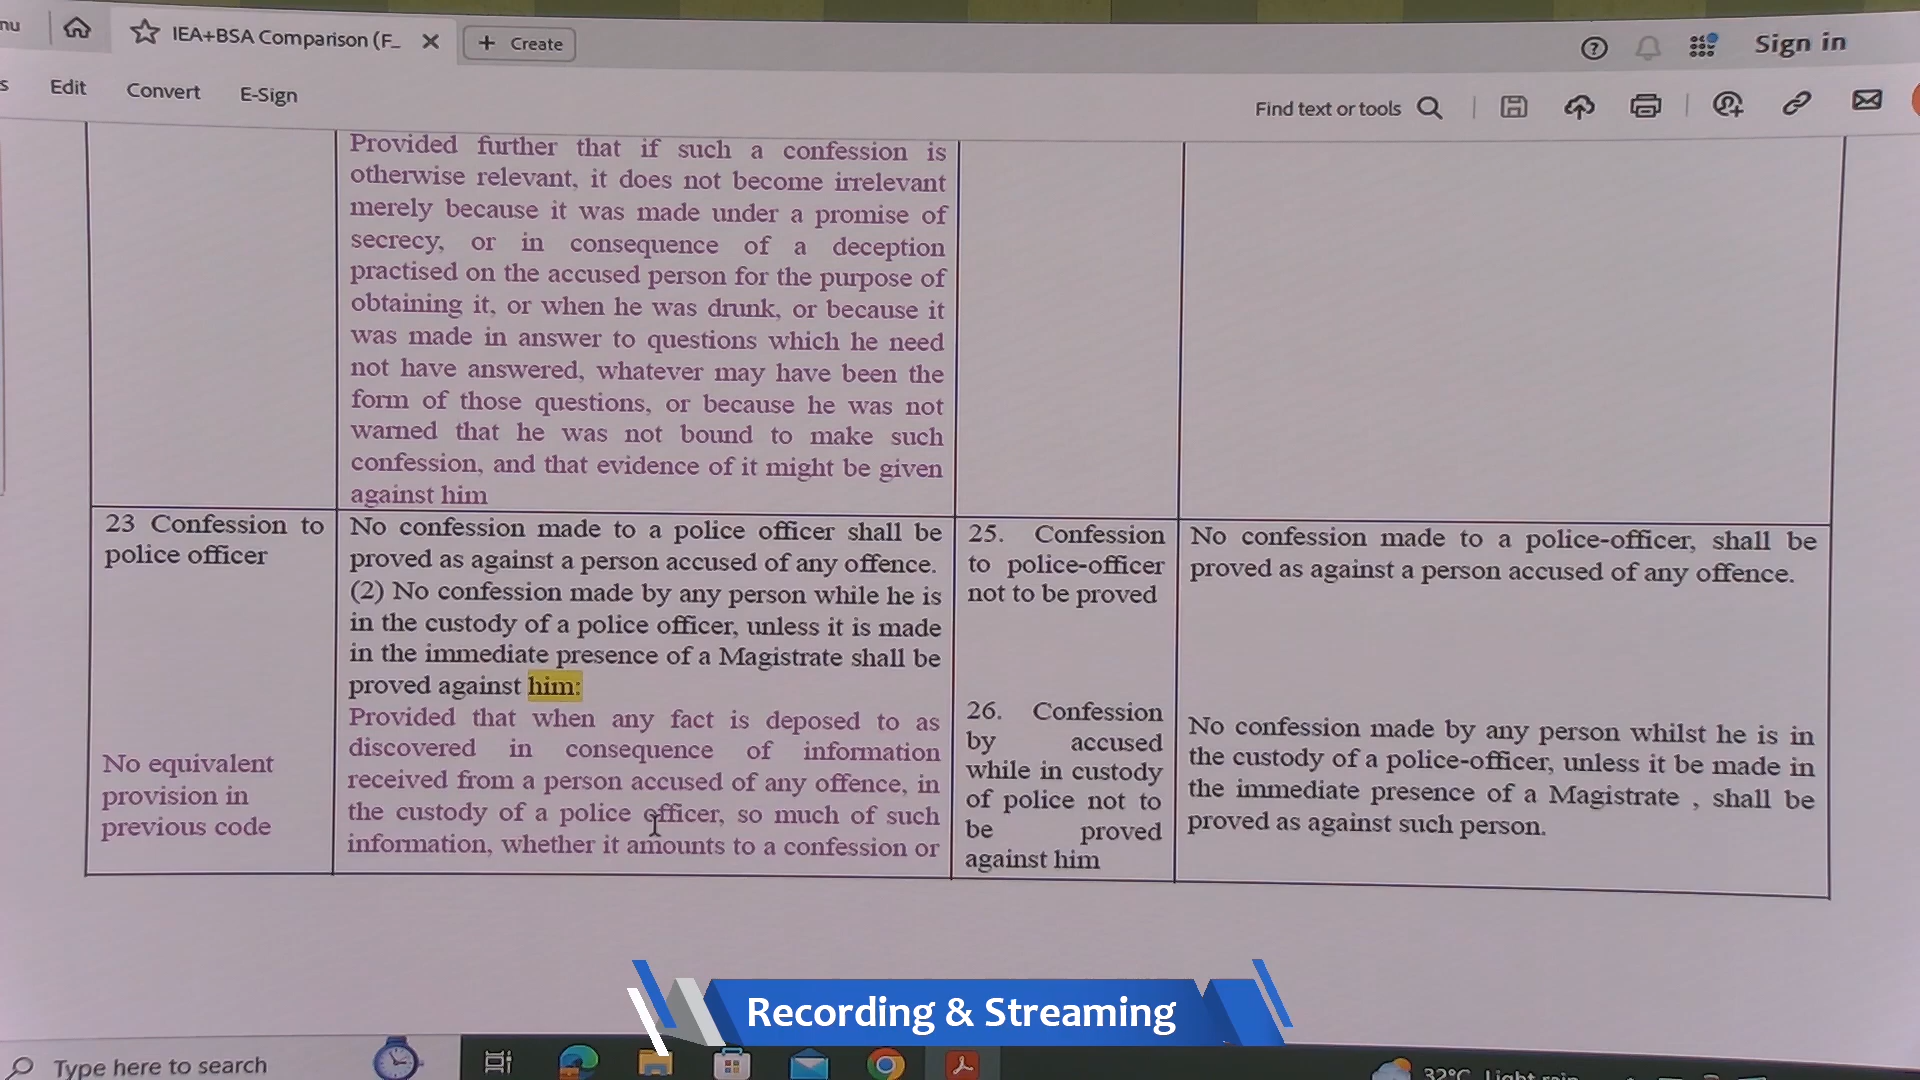 nu
IEA+BSA Comparison (F_
+ Create
Sign in
s
Edit
Convert
E-Sign
Find text or tools
Provided further that if such a confession is
otherwise relevant, it does not become irrelevant
merely because it was made under a promise of
secrecy, or in consequence of a deception
practised on the accused person for the purpose of
obtaining it, or when he was drunk, or because it
was made in answer to questions which he need
not have answered, whatever may have been the
form of those questions, or because he was not
warned that he was not bound to make such
confession, and that evidence of it might be given
against him
23 Confession to
police officer
No equivalent
provision in
previous code
No confession made to a police officer shall be
proved as against a person accused of any offence.
(2) No confession made by any person while he is
in the custody of a police officer, unless it is made
in the immediate presence of a Magistrate shall be
proved against him:
Provided that when any fact is deposed to as
discovered in consequence of information
received from a person accused of any offence, in
the custody of a police officer, so much of such
information, whether it amounts to a confession or
25. Confession
to police-officer
not to be proved
26. Confession
by accused
while in custody
of police not to
be proved
against him
No confession made to a police-officer, shall be
proved as against a person accused of any offence.
No confession made by any person whilst he is in
the custody of a police-officer, unless it be made in
the immediate presence of a Magistrate , shall be
proved as against such person.
Recording & Streaming
Type here to search
32°C Light rain